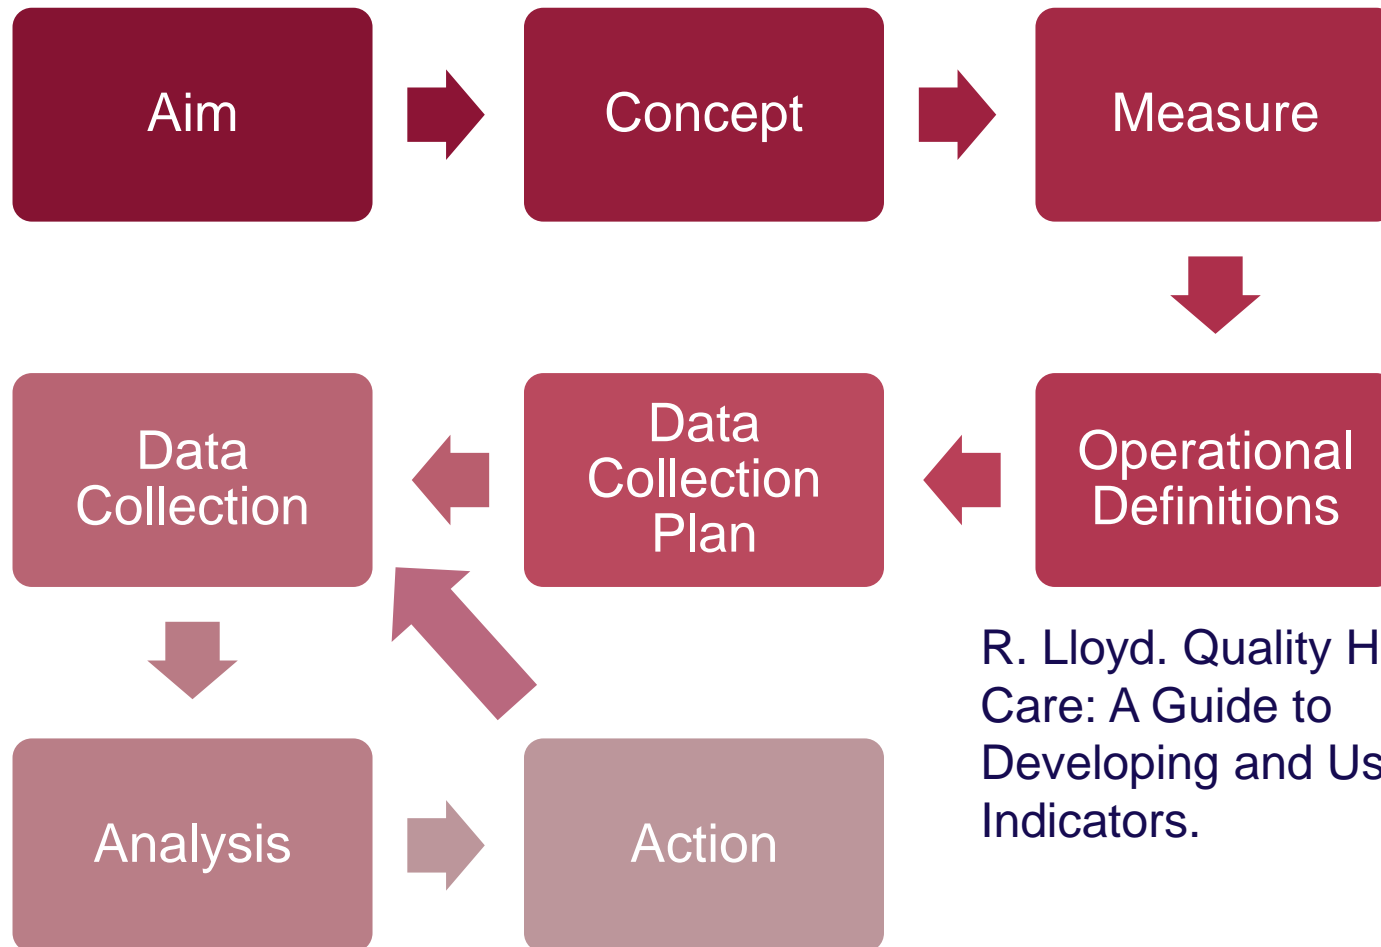 Aim
Concept
Measure
Operational
Definitions
Data
Collection
Plan
Data
Collection
Analysis
Action
R. Lloyd. Quality H
Care: A Guide to
Developing and Us
Indicators.